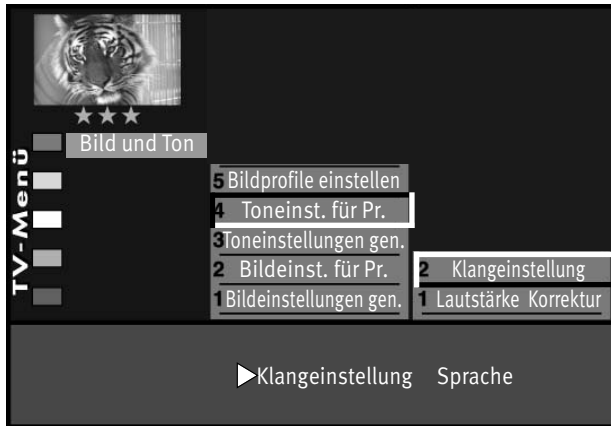 TV-Menü
Bild und Ton
5 Bildprofile einstellen
4 Toneinst. für Pr.
3 Toneinstellungen gen.
2 Bildeinst. für Pr.
1 Bildeinstellungen gen.
2 Klangeinstellung
1 Lautstärke Korrektur
Klangeinstellung Sprache